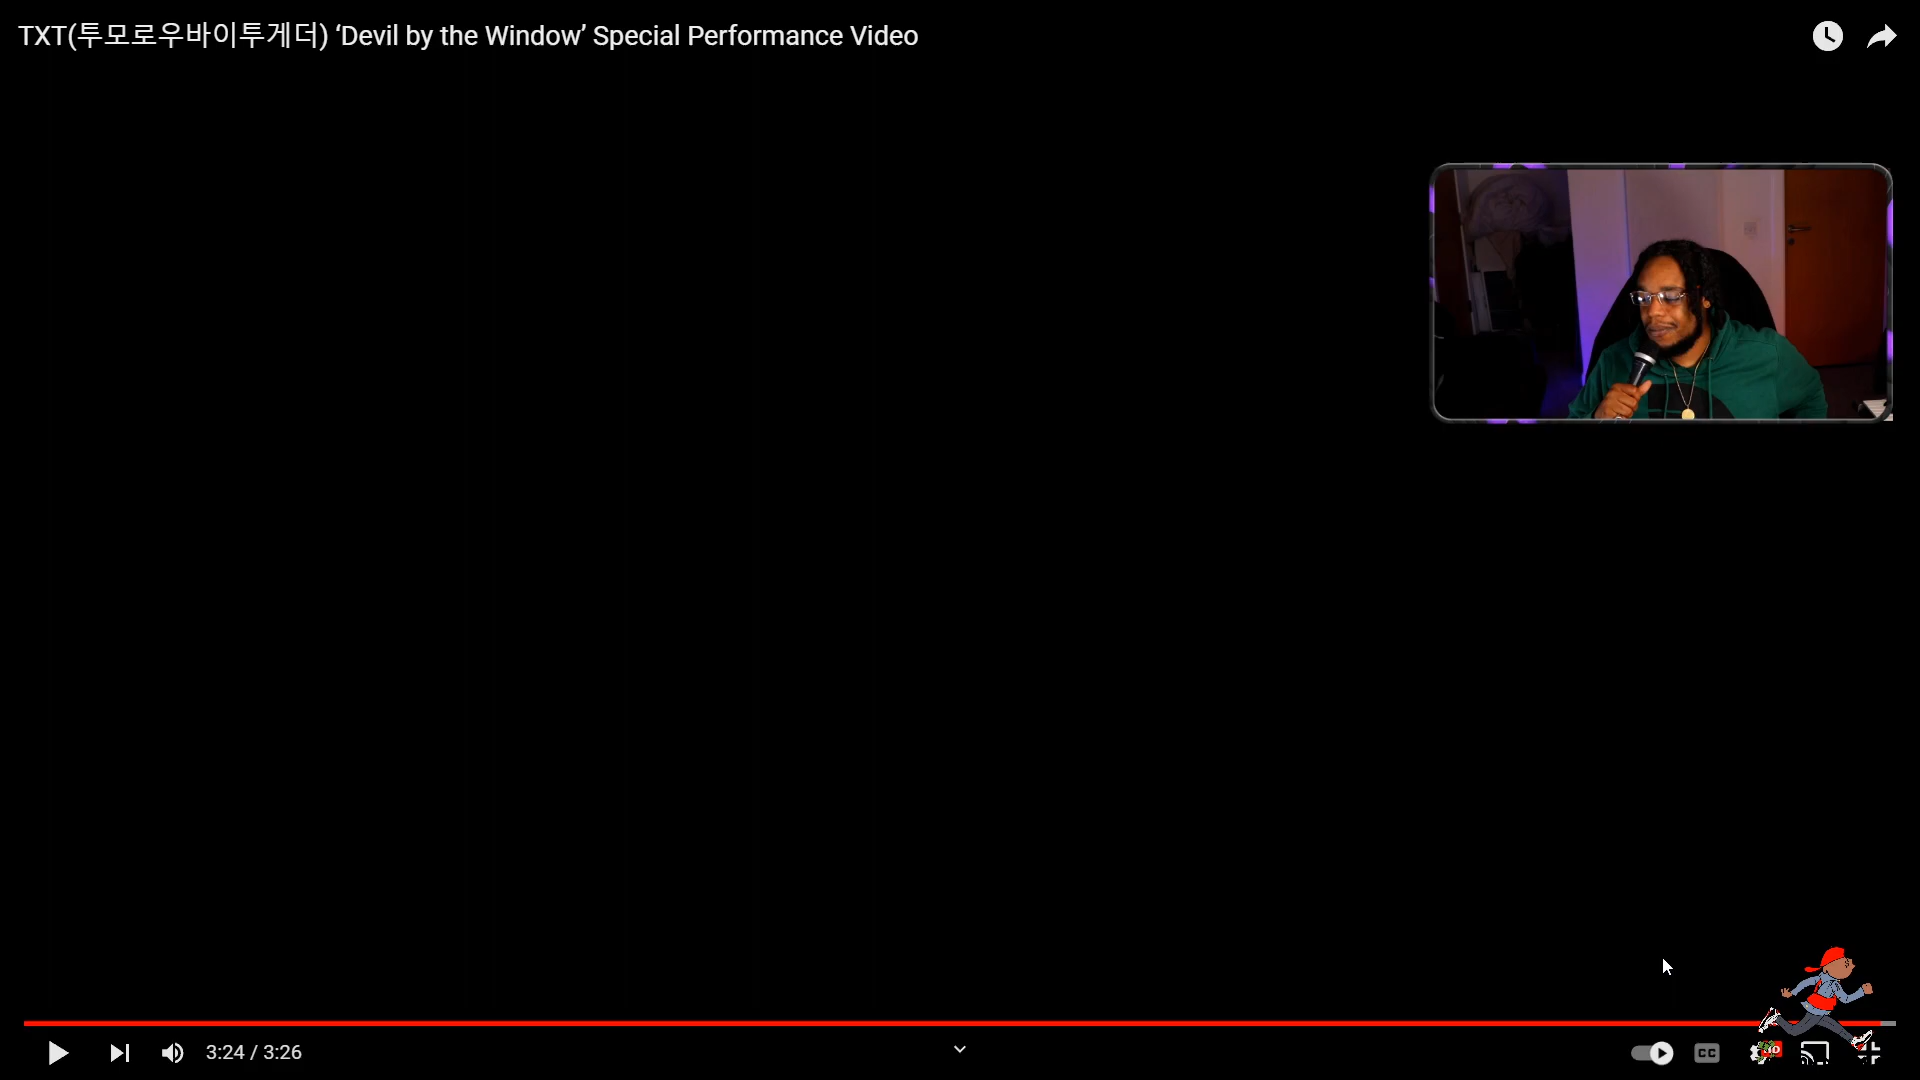 TXT(투모로우바이투게더) ‘Devil by the Window’ Special Performance Video
3:24 / 3:26
CC